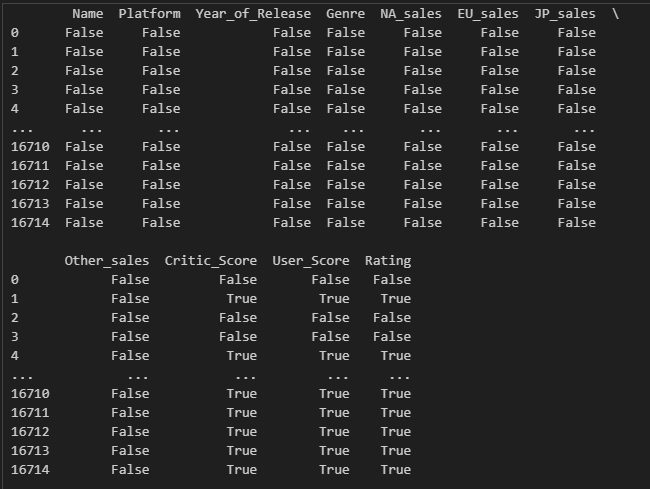 Name Platform Year_of_Release Genre NA_sales EU_sales JP_sales \
0 False False False False False False False
1 False False False False False False False
2 False False False False False False False
3 False False False False False False False
4 False False False False False False False
... ... ... ... ... ... ... ...
16710 False False False False False False False
16711 False False False False False False False
16712 False False False False False False False
16713 False False False False False False False
16714 False False False False False False False
Other_sales Critic_Score User_Score Rating
0 False False False False
1 False True True True
2 False False False False
3 False False False False
4 False True True True
... ... ... ... ...
16710 False True True True
16711 False True True True
16712 False True True True
16713 False True True True
16714 False True True True